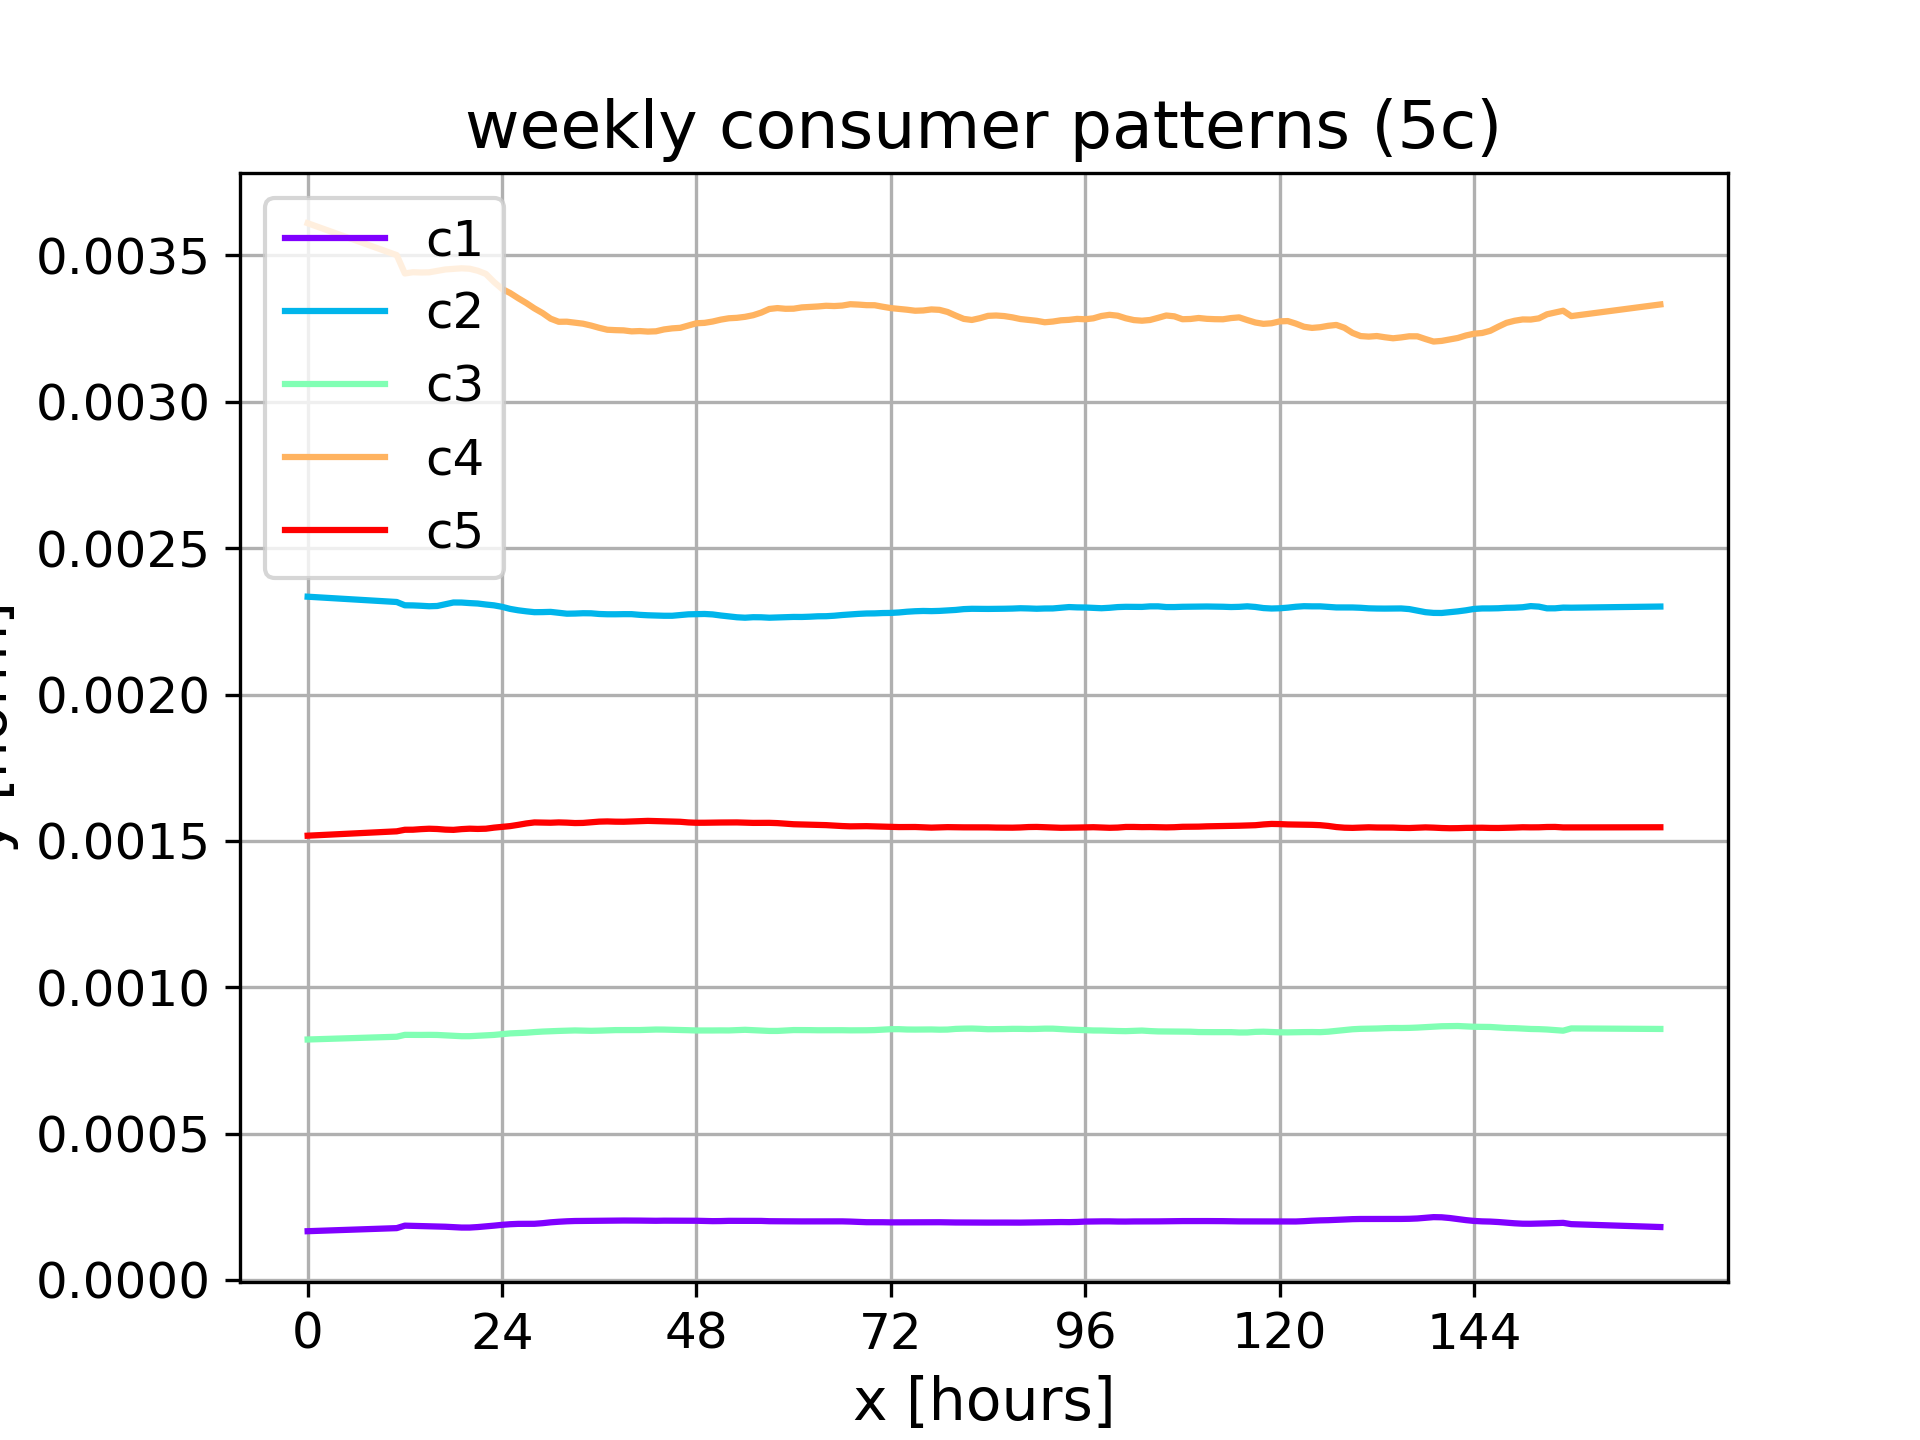 weekly consumer patterns (5c)
c1
c2
c3
c4
c5
0.0035
0.0030
0.0025
0.0020
0.0015
0.0010
0.0005
0.0000
0 24 48 72 96 120 144
x [hours]